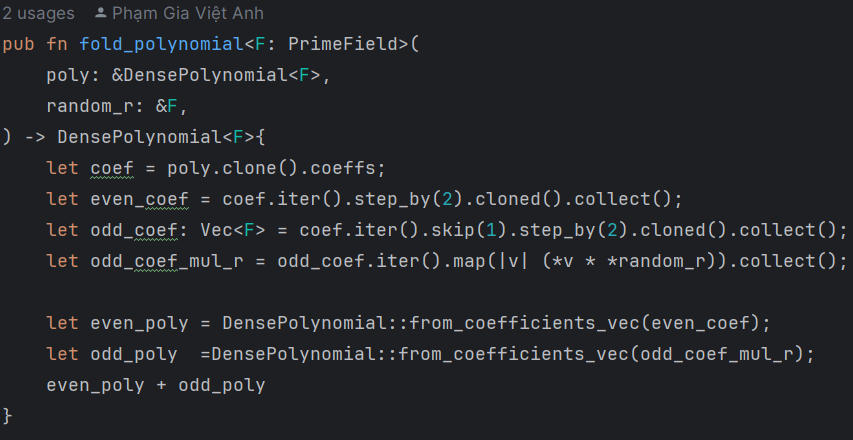 2 usages Phạm Gia Việt Anh
pub fn fold_polynomial<F: PrimeField>(
    poly: &DensePolynomial<F>,
    random_r: &F,
) -> DensePolynomial<F>{
    let coef = poly.clone().coeffs;
    let even_coef = coef.iter().step_by(2).cloned().collect();
    let odd_coef: Vec<F> = coef.iter().skip(1).step_by(2).cloned().collect();
    let odd_coef_mul_r = odd_coef.iter().map(|v| (*v * *random_r)).collect();
    let even_poly = DensePolynomial::from_coefficients_vec(even_coef);
    let odd_poly  =DensePolynomial::from_coefficients_vec(odd_coef_mul_r);
    even_poly + odd_poly
}